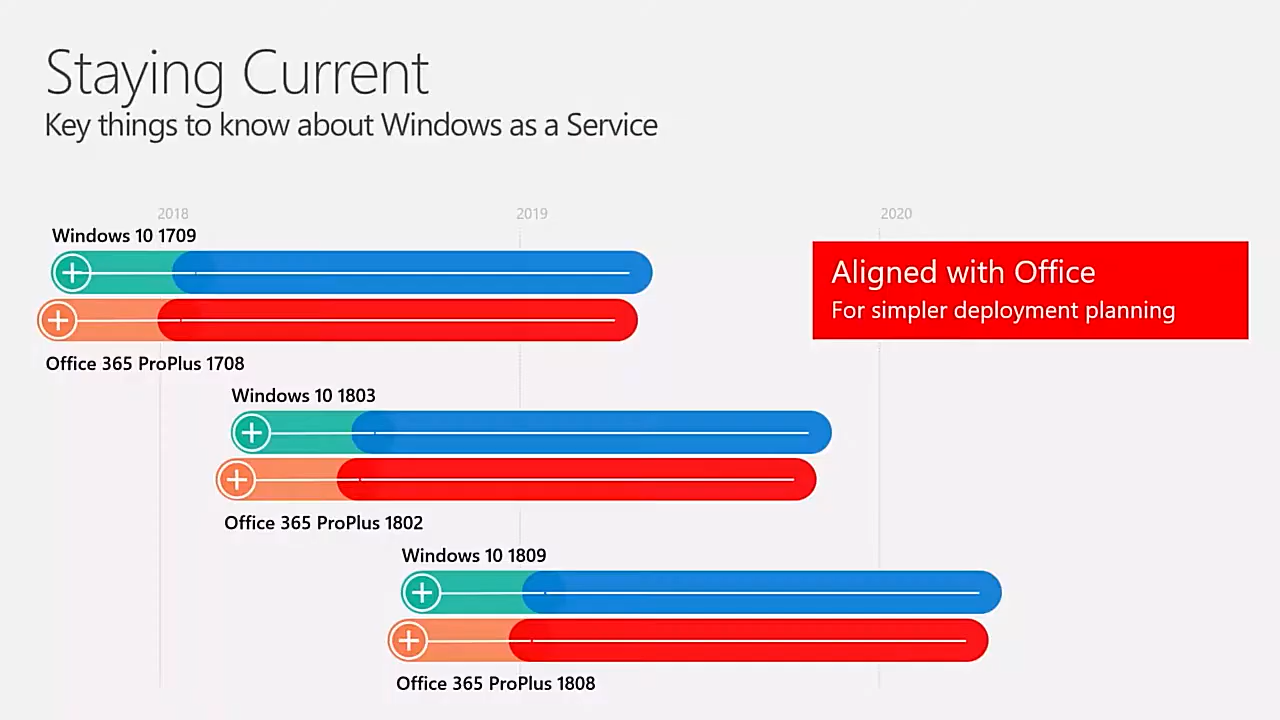 Staying Current
Key things to know about Windows as a Service
2018
2019
2020
Windows 10 1709
Aligned with Office
For simpler deployment planning
Office 365 ProPlus 1708
Windows 10 1803
Office 365 ProPlus 1802
Windows 10 1809
Office 365 ProPlus 1808